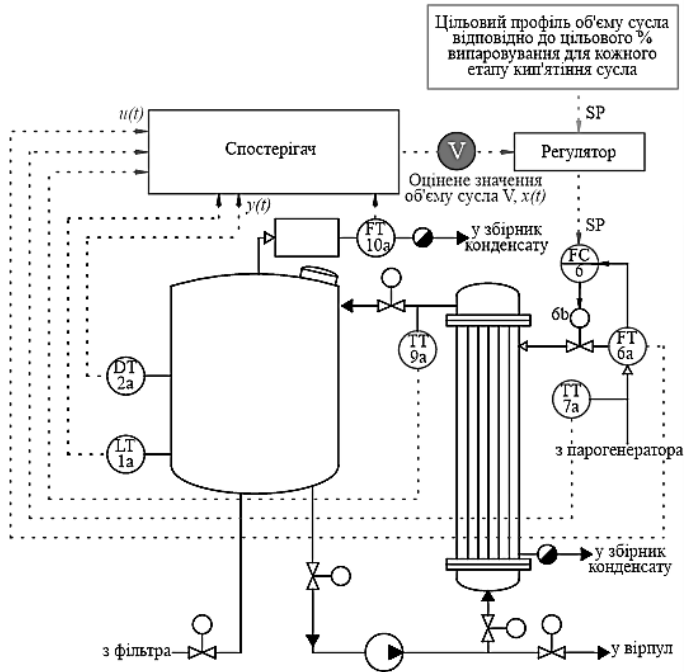 Цільовий профіль об'єму сусла
відповідно до цільового %
випаровування для кожного
етапу кип'ятіння сусла
SP
u(t)
Спостерігач
V
Регулятор
Оцінене значення
об'єму сусла V, x(t)
y(t)
SP
FT
10a
у збірник
конденсату
FC
6
6b
TT
9a
FT
6a
DT
2a
TT
7a
LT
1a
з парогенератора
у збірник
конденсату
з фільтра
у вірпул